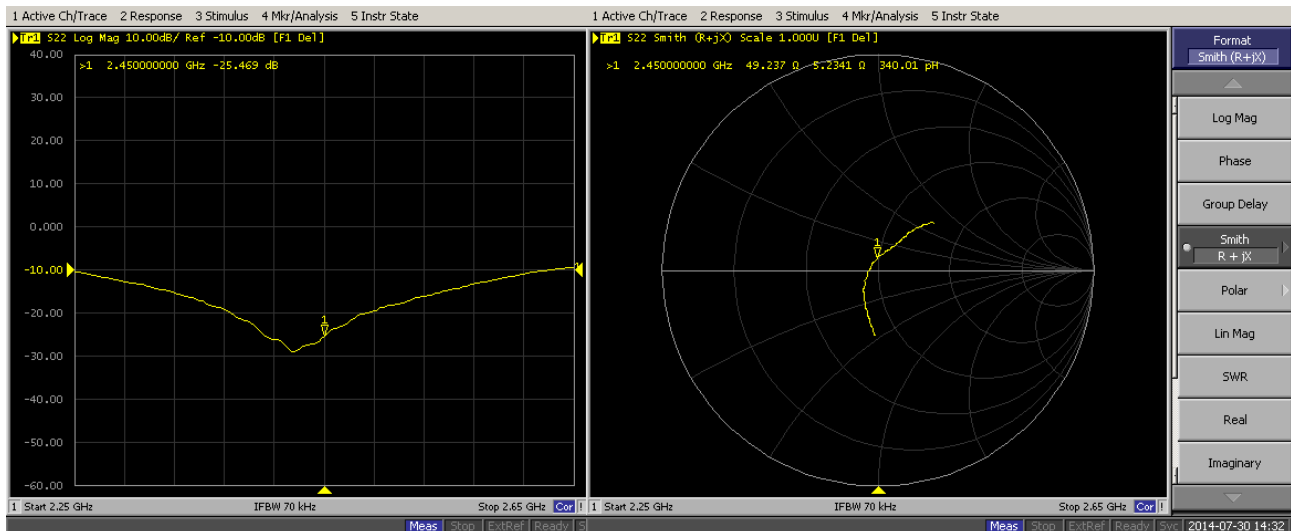 1 Active Ch/Trace 2 Response 3 Stimulus 4 Mkr/Analysis 5 Instr State
Tr1 S22 Log Mag 10.00dB/ Ref -10.00dB [F1 Del]
>1 2.450000000 GHz -25.469 dB
40.00
30.00
20.00
10.00
0.000
-10.00
-20.00
-30.00
-40.00
-50.00
-60.00
1
1
1 Start 2.25 GHz IFBW 70 kHz Stop 2.65 GHz Cor !
Meas Stop ExtRef Ready S
1 Active Ch/Trace 2 Response 3 Stimulus 4 Mkr/Analysis 5 Instr State
Tr1 S22 Smith (R+jX) Scale 1.000U [F1 Del]
>1 2.450000000 GHz 49.237 Ω 5.2341 Ω 340.01 pH
1
1 Start 2.25 GHz IFBW 70 kHz Stop 2.65 GHz Cor !
Meas Stop ExtRef Ready Svc 2014-07-30 14:32
Format
Smith (R+jX)
Log Mag
Phase
Group Delay
Smith
R + jX
Polar
Lin Mag
SWR
Real
Imaginary